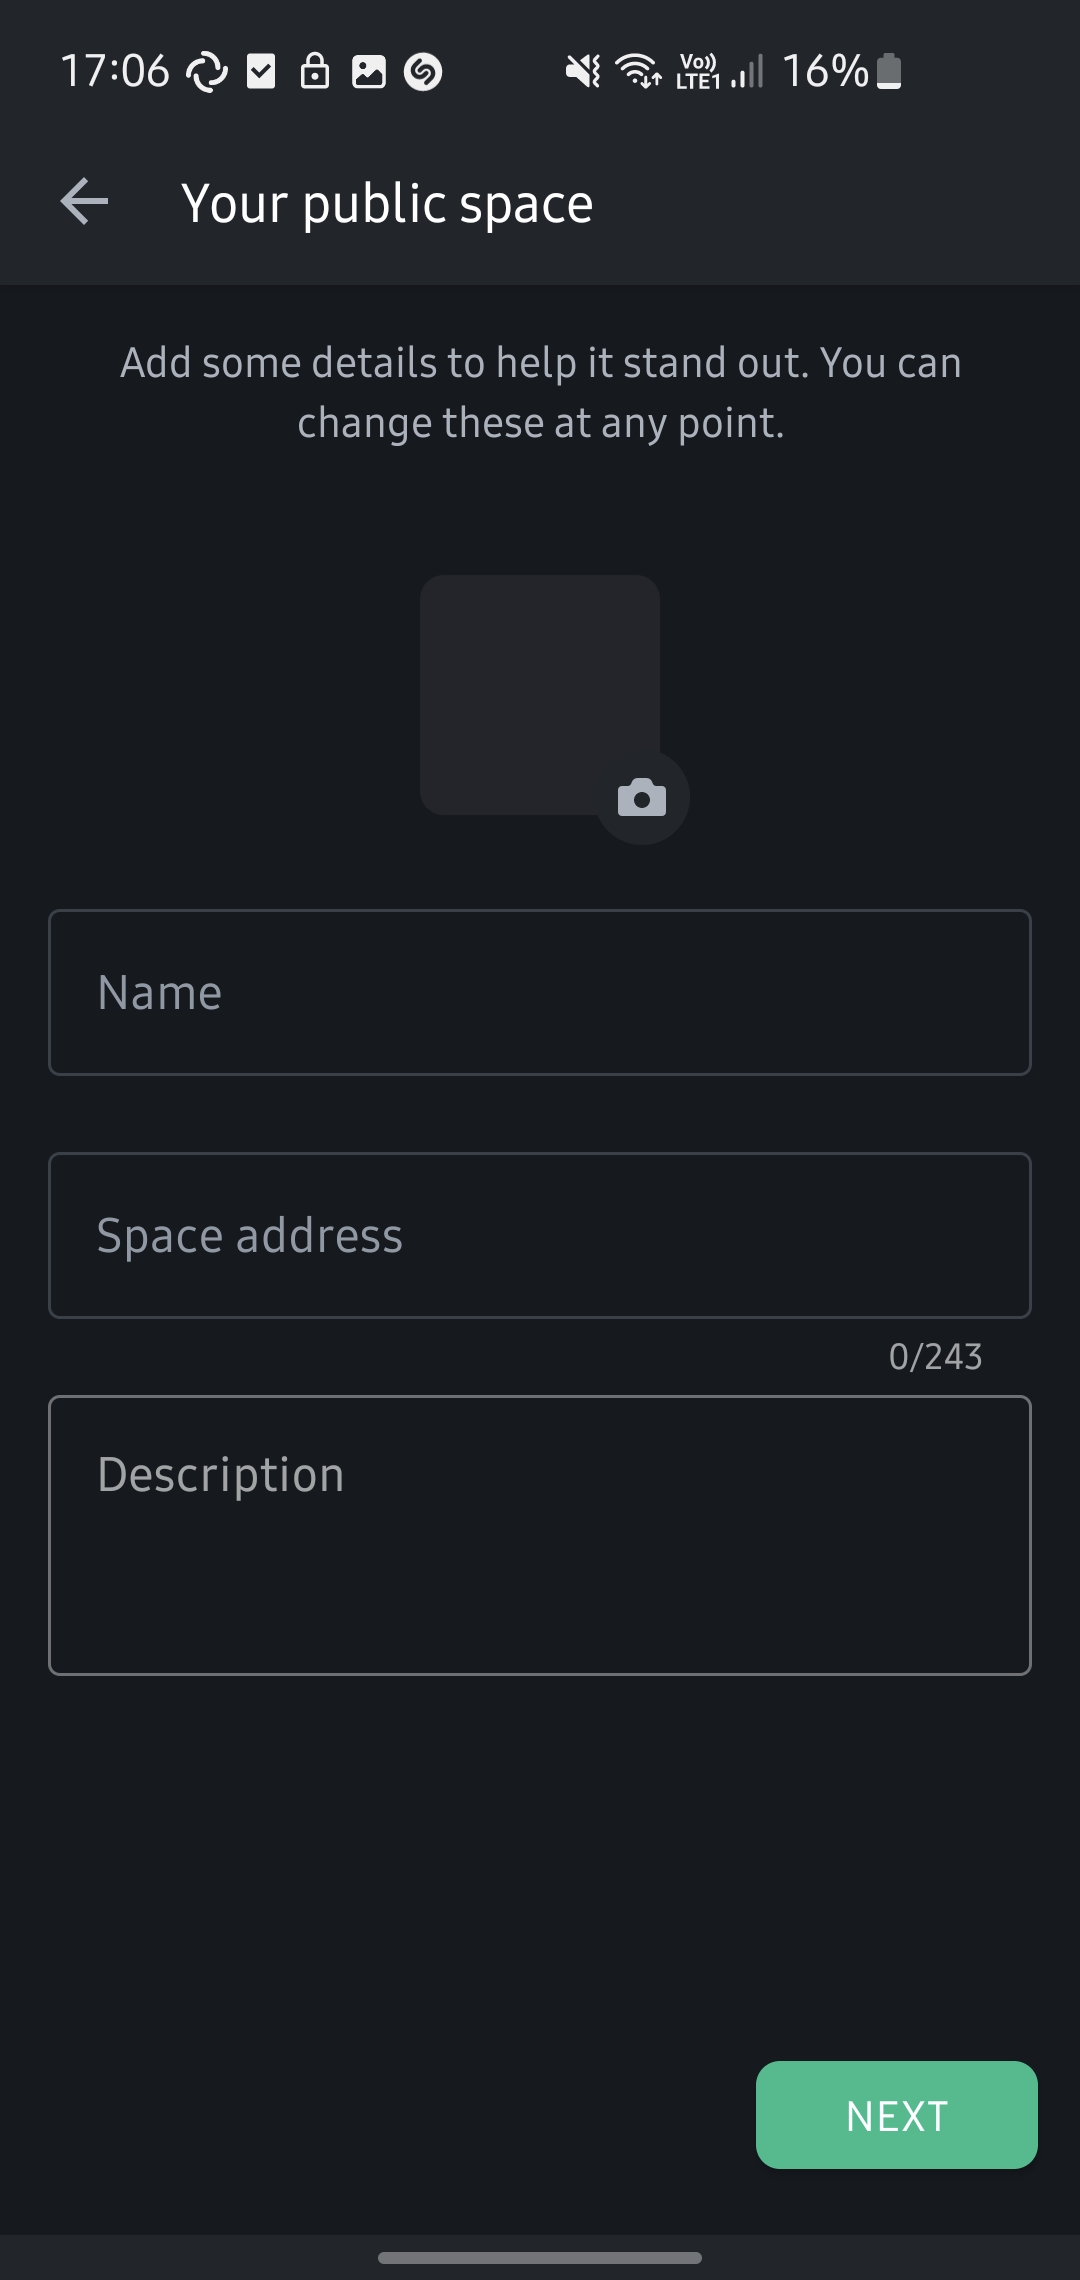 17:06 Vo)) LTE1 16%
Your public space
Add some details to help it stand out. You can
change these at any point.
Name
Space address
0/243
Description
NEXT